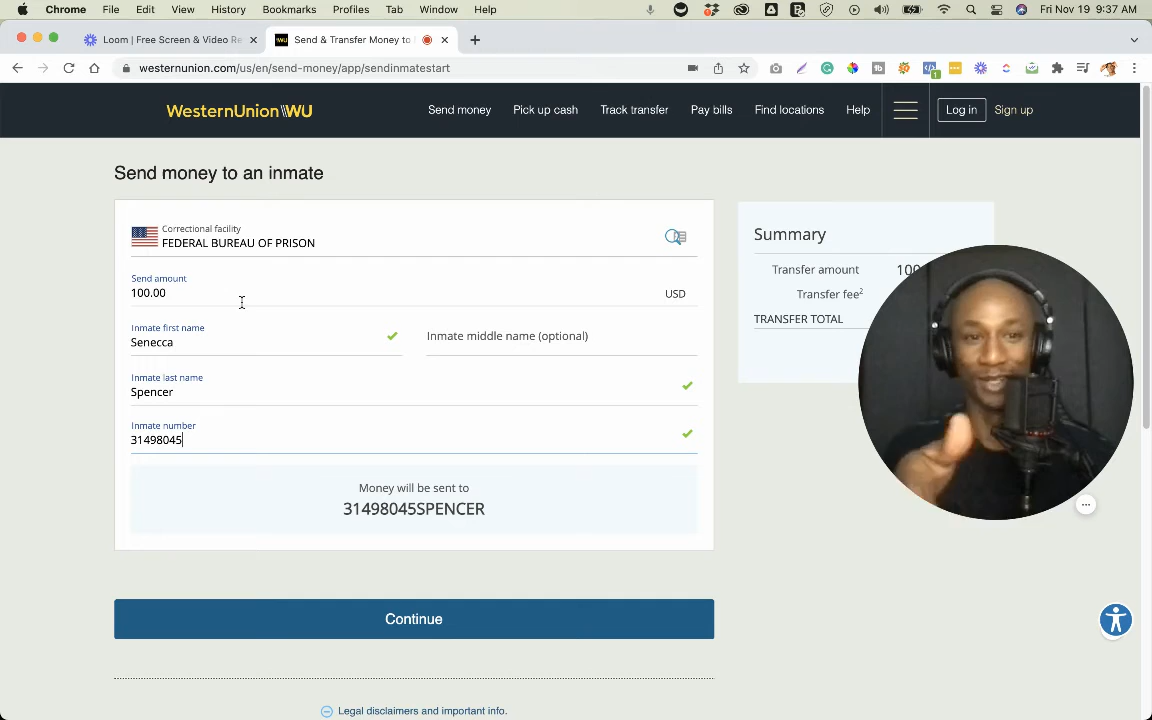 Chrome File Edit View History Bookmarks Profiles Tab Window Help Fri Nov 19 9:37 AM
Loom | Free Screen & Video Re
Send & Transfer Money to
westernunion.com/us/en/send-money/app/sendinmatestart
1
WesternUnion WU
Send money Pick up cash Track transfer Pay bills Find locations Help Log in Sign up
Send money to an inmate
Correctional facility
FEDERAL BUREAU OF PRISON
Send amount
100.00 USD
Inmate first name
Senecca
Inmate middle name (optional)
Inmate last name
Spencer
Inmate number
31498045
Money will be sent to
31498045SPENCER
Continue
Legal disclaimers and important info.
Summary
Transfer amount 100
Transfer fee2
TRANSFER TOTAL